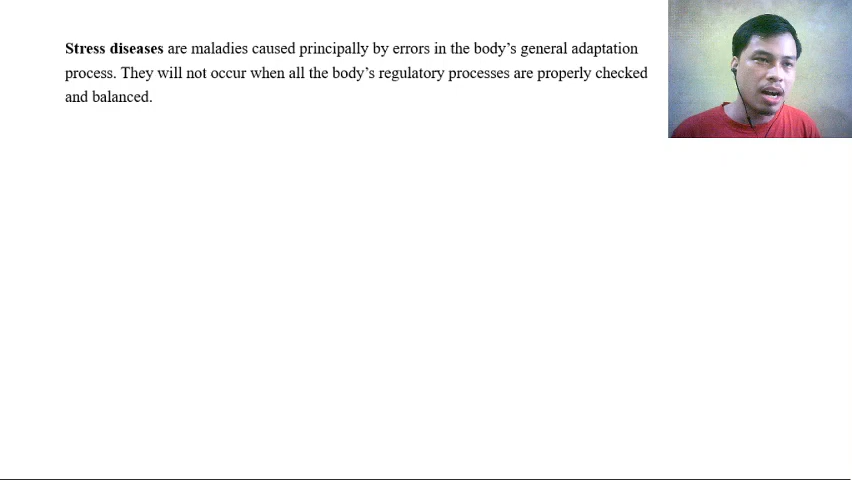 Stress diseases are maladies caused principally by errors in the body’s general adaptation
process. They will not occur when all the body’s regulatory processes are properly checked
and balanced.